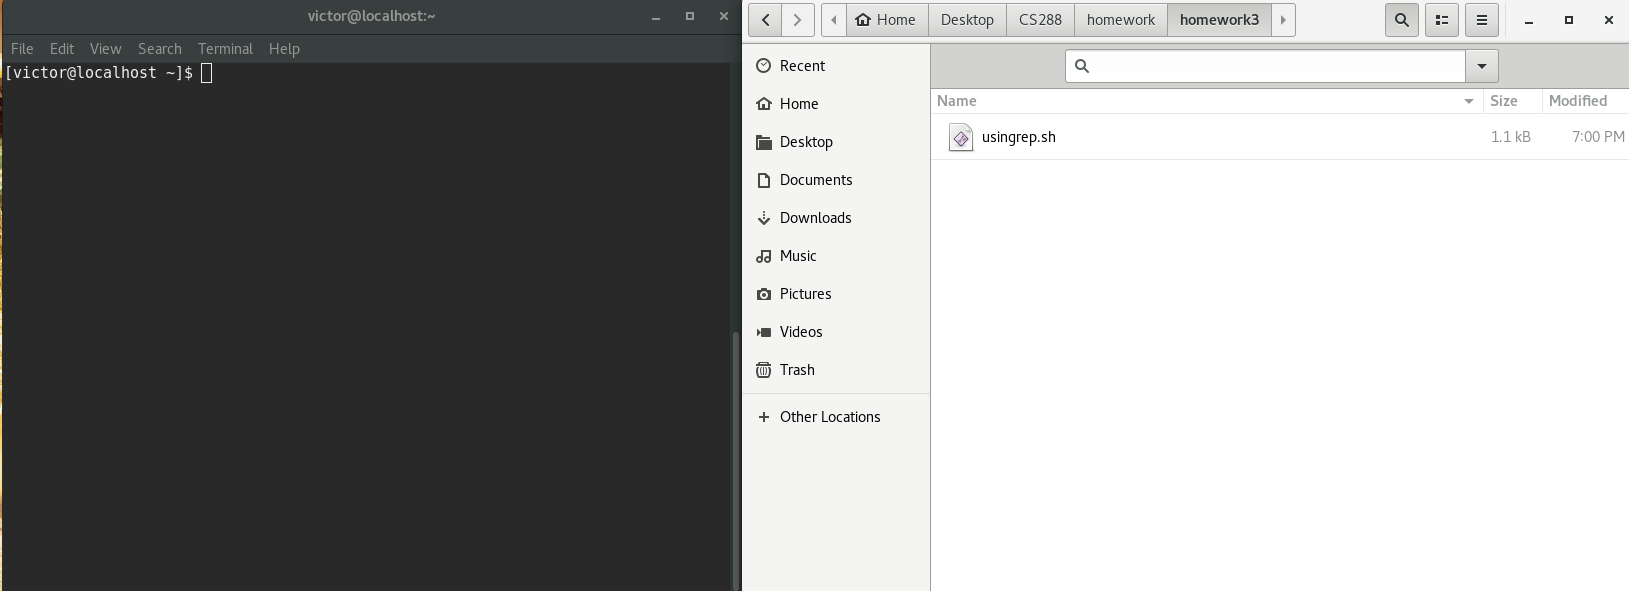 victor@localhost:~
File Edit View Search Terminal Help
[victor@localhost ~]$
Home Desktop CS288 homework homework3
Recent
Home
Desktop
Documents
Downloads
Music
Pictures
Videos
Trash
+ Other Locations
Name Size Modified
usingrep.sh 1.1 kB 7:00 PM